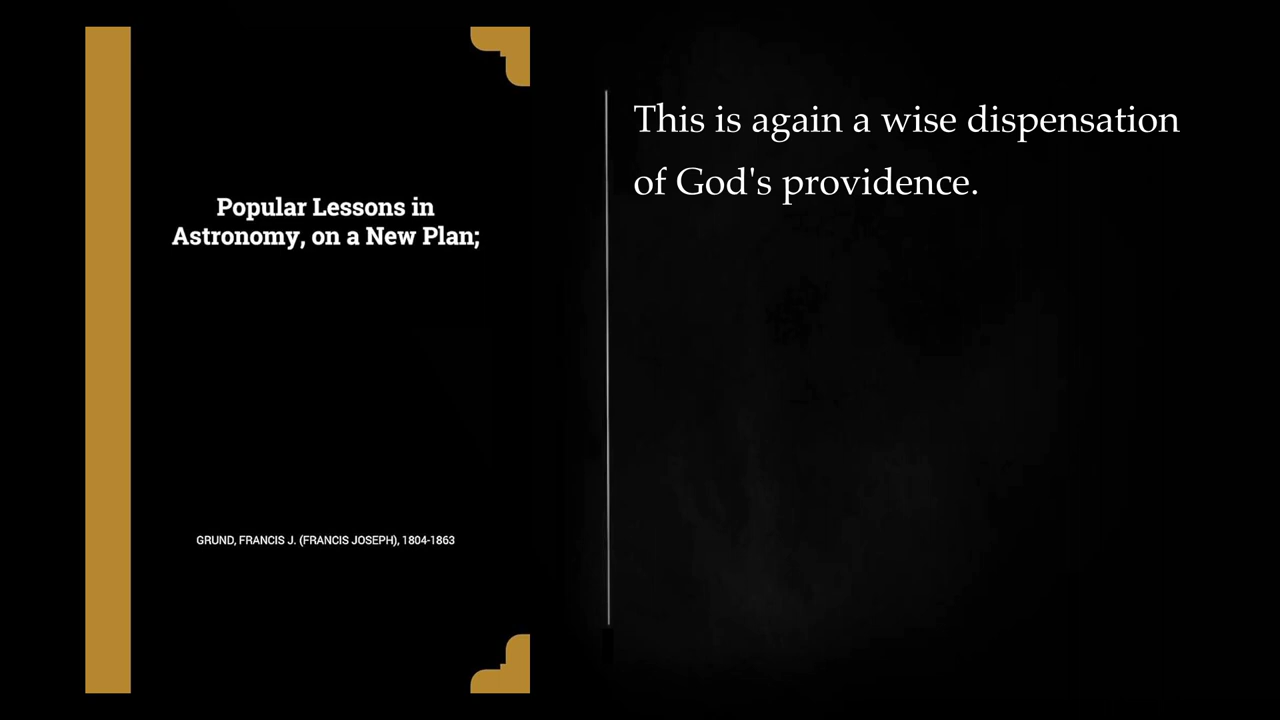 Popular Lessons in
Astronomy, on a New Plan;
GRUND, FRANCIS J. (FRANCIS JOSEPH), 1804-1863
This is again a wise dispensation
of God's providence.